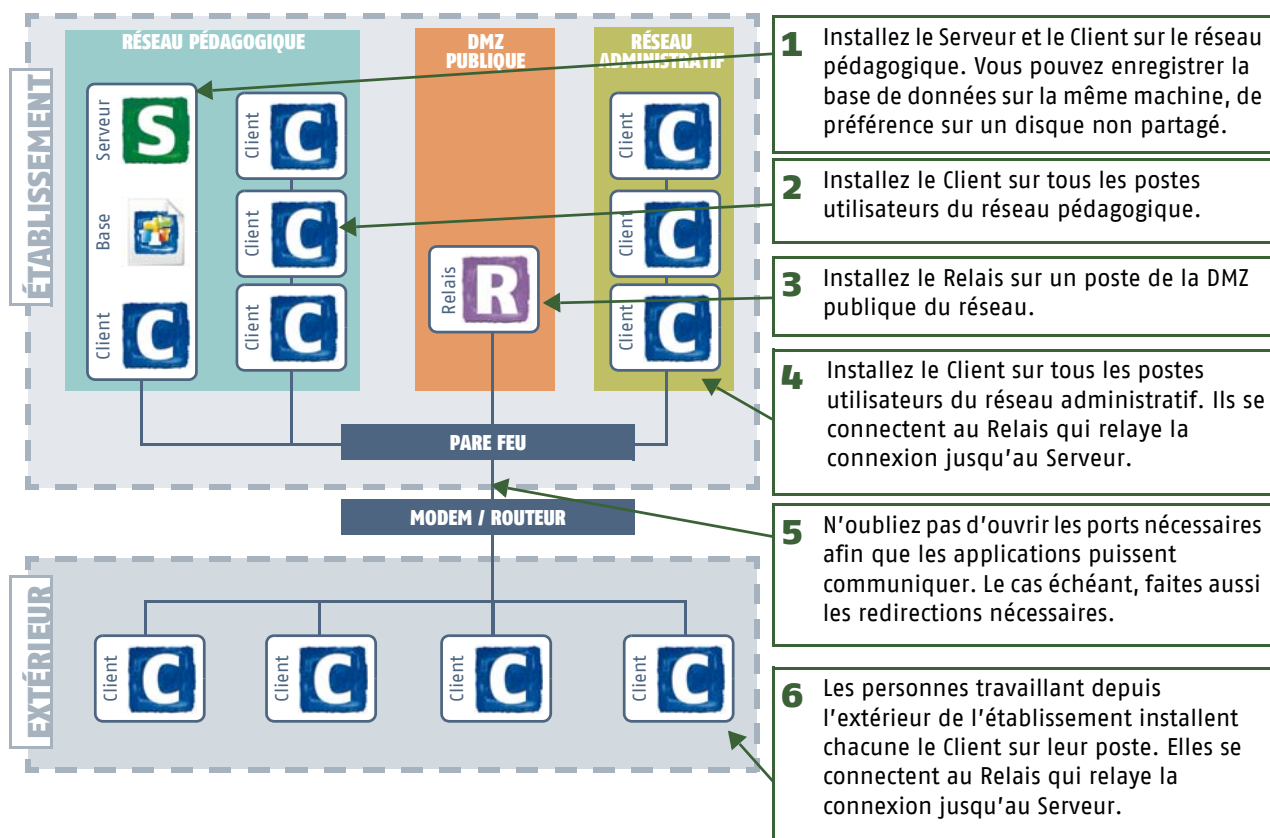 ÉTABLISSEMENT
RÉSEAU PÉDAGOGIQUE
DMZ
PUBLIQUE
RÉSEAU
ADMINISTRATIF
Serveur
S
Base
Client
C
Client
C
Client
C
Client
C
Relais
R
Client
C
Client
C
Client
C
PARE FEU
MODEM / ROUTEUR
EXTÉRIEUR
Client
C
Client
C
Client
C
Client
C
1 Installez le Serveur et le Client sur le réseau
pédagogique. Vous pouvez enregistrer la
base de données sur la même machine, de
préférence sur un disque non partagé.
2 Installez le Client sur tous les postes
utilisateurs du réseau pédagogique.
3 Installez le Relais sur un poste de la DMZ
publique du réseau.
4 Installez le Client sur tous les postes
utilisateurs du réseau administratif. Ils se
connectent au Relais qui relaye la
connexion jusqu'au Serveur.
5 N'oubliez pas d'ouvrir les ports nécessaires
afin que les applications puissent
communiquer. Le cas échéant, faites aussi
les redirections nécessaires.
6 Les personnes travaillant depuis
l'extérieur de l'établissement installent
chacune le Client sur leur poste. Elles se
connectent au Relais qui relaye la
connexion jusqu'au Serveur.